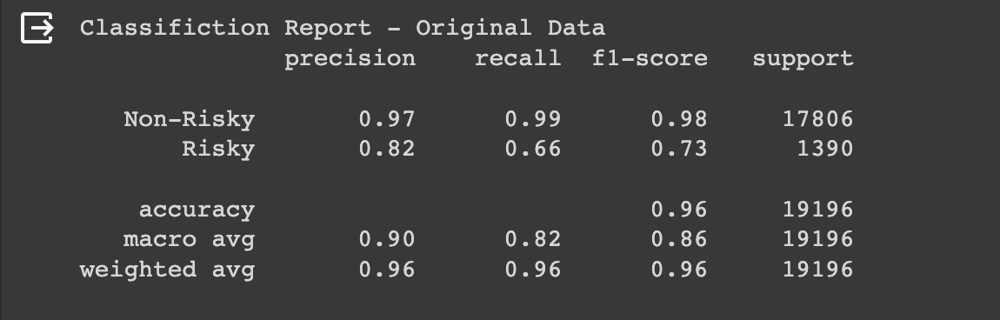 Classifiction Report - Original Data
precision recall f1-score support
Non-Risky 0.97 0.99 0.98 17806
Risky 0.82 0.66 0.73 1390
accuracy 0.96 19196
macro avg 0.90 0.82 0.86 19196
weighted avg 0.96 0.96 0.96 19196